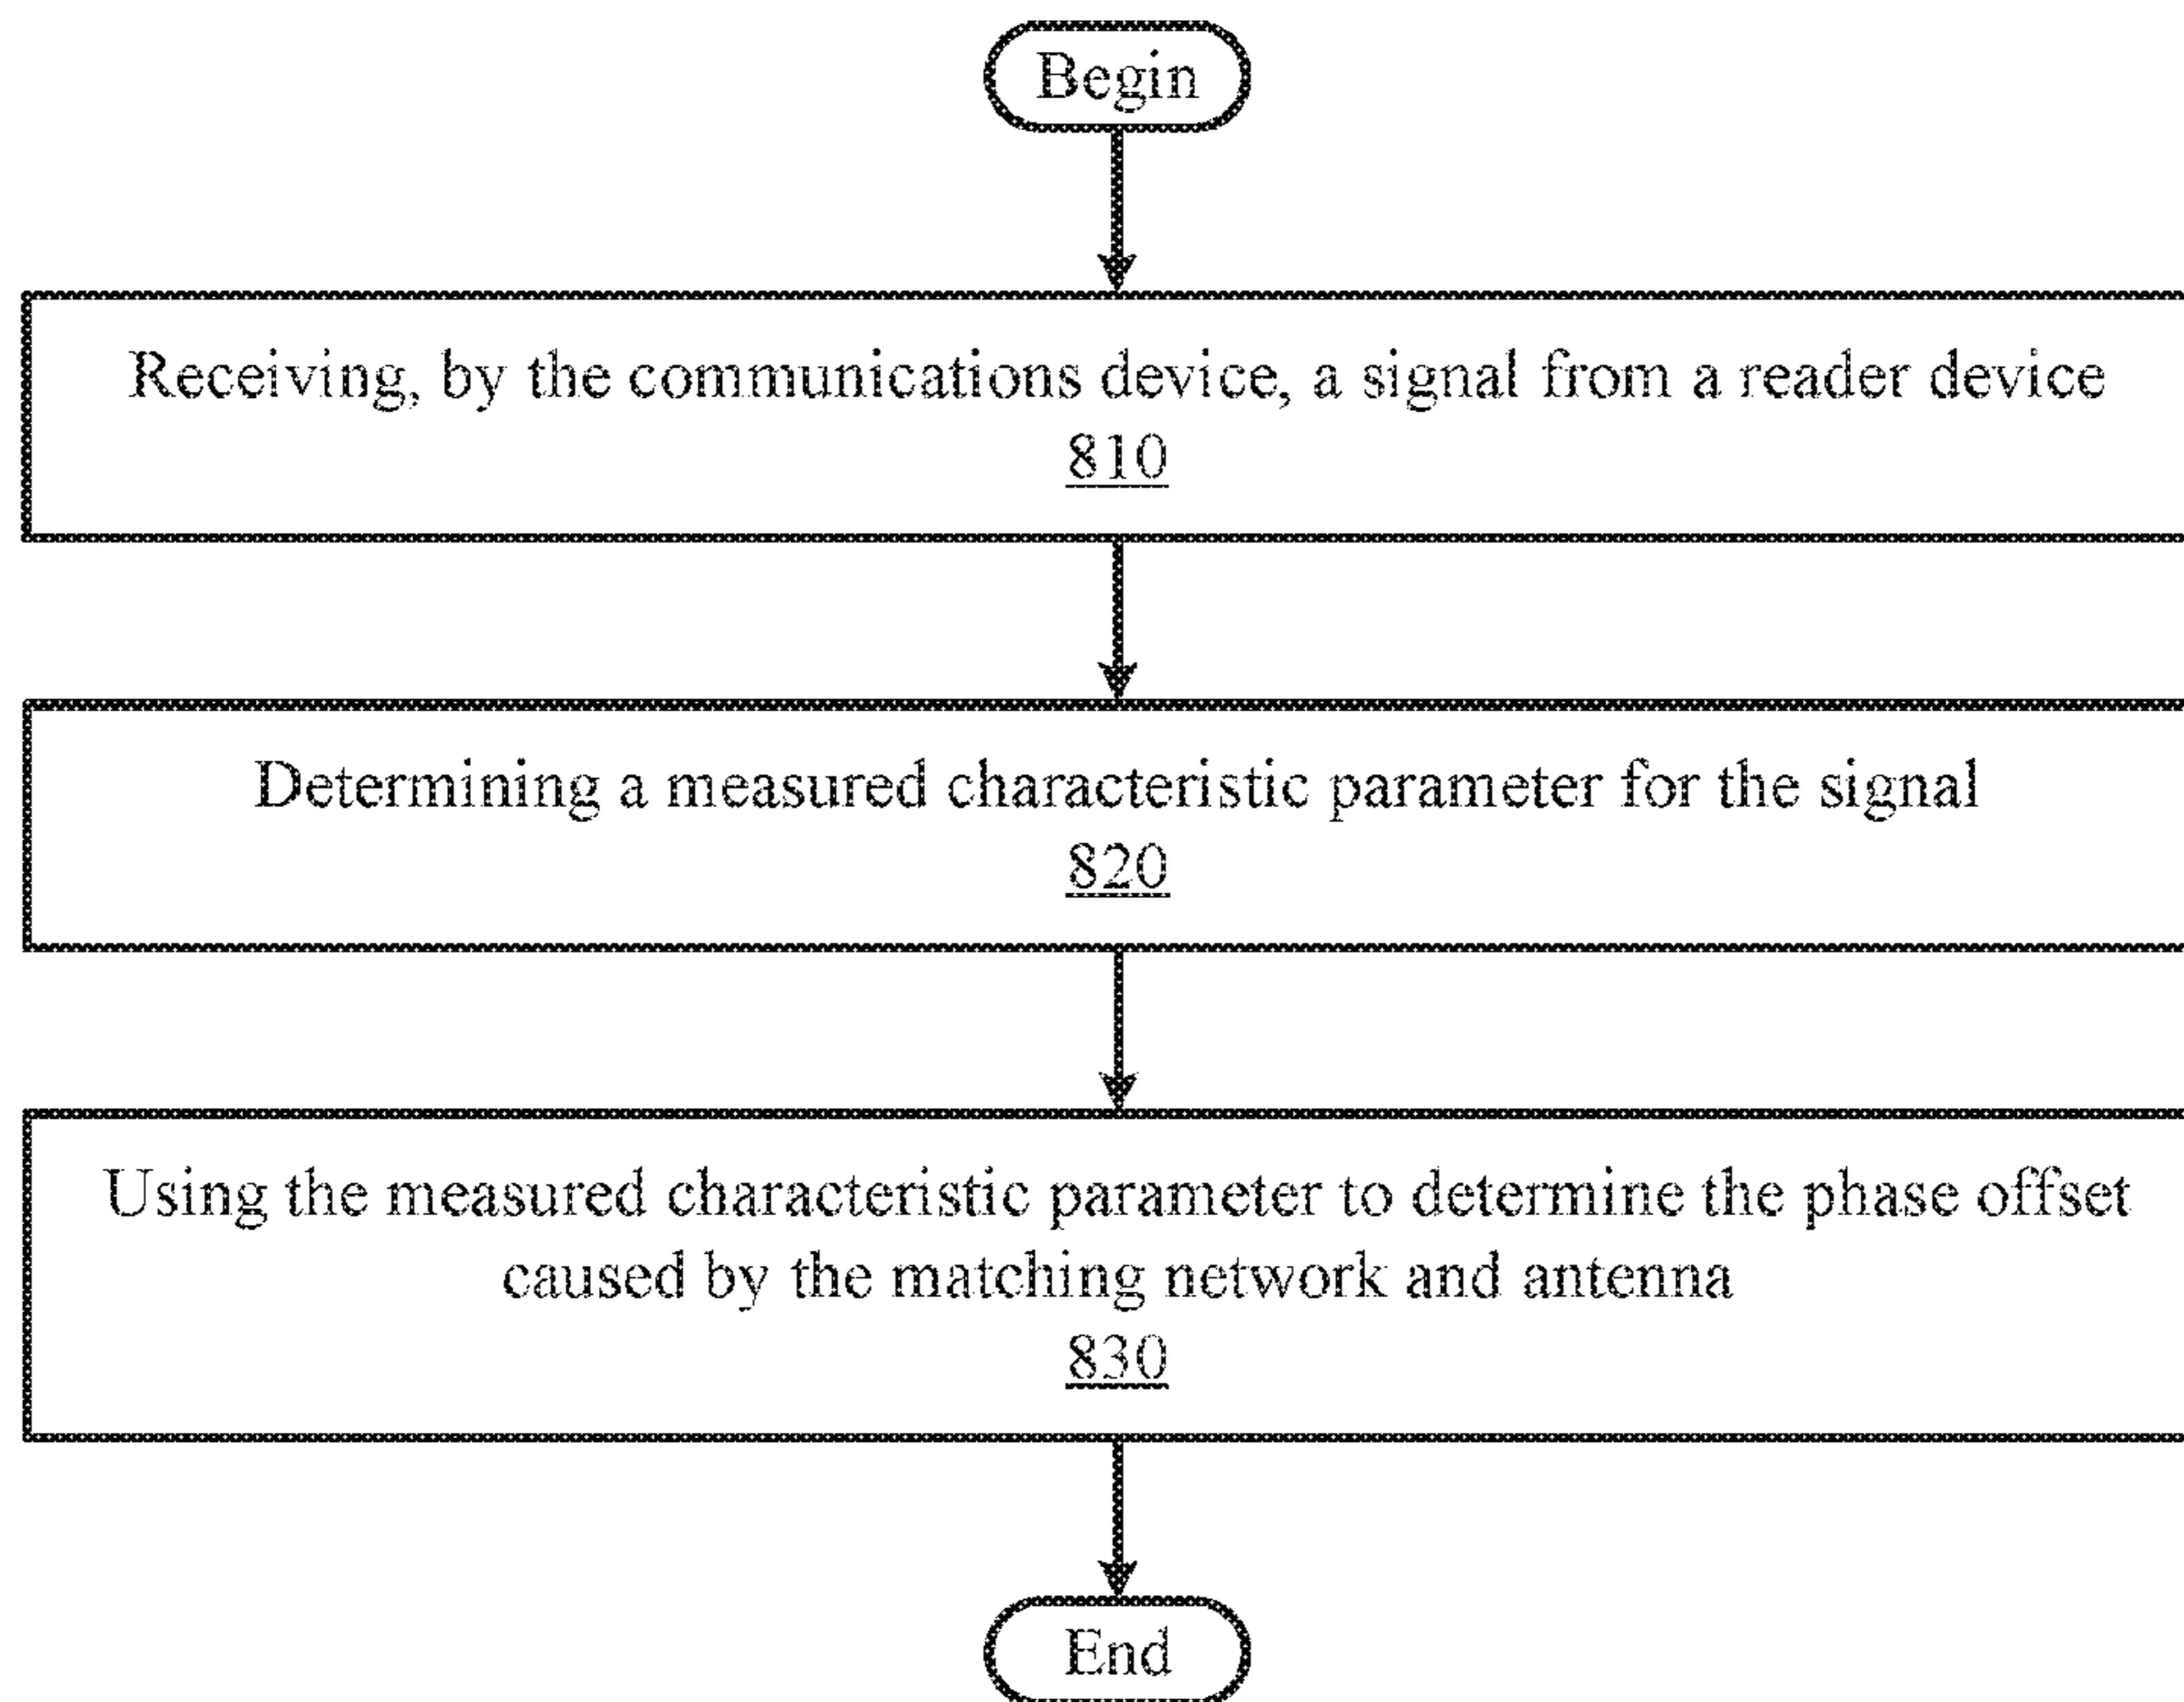 Begin
Receiving, by the communications device, a signal from a reader device
810
Determining a measured characteristic parameter for the signal
820
Using the measured characteristic parameter to determine the phase offset
caused by the matching network and antenna
830
End